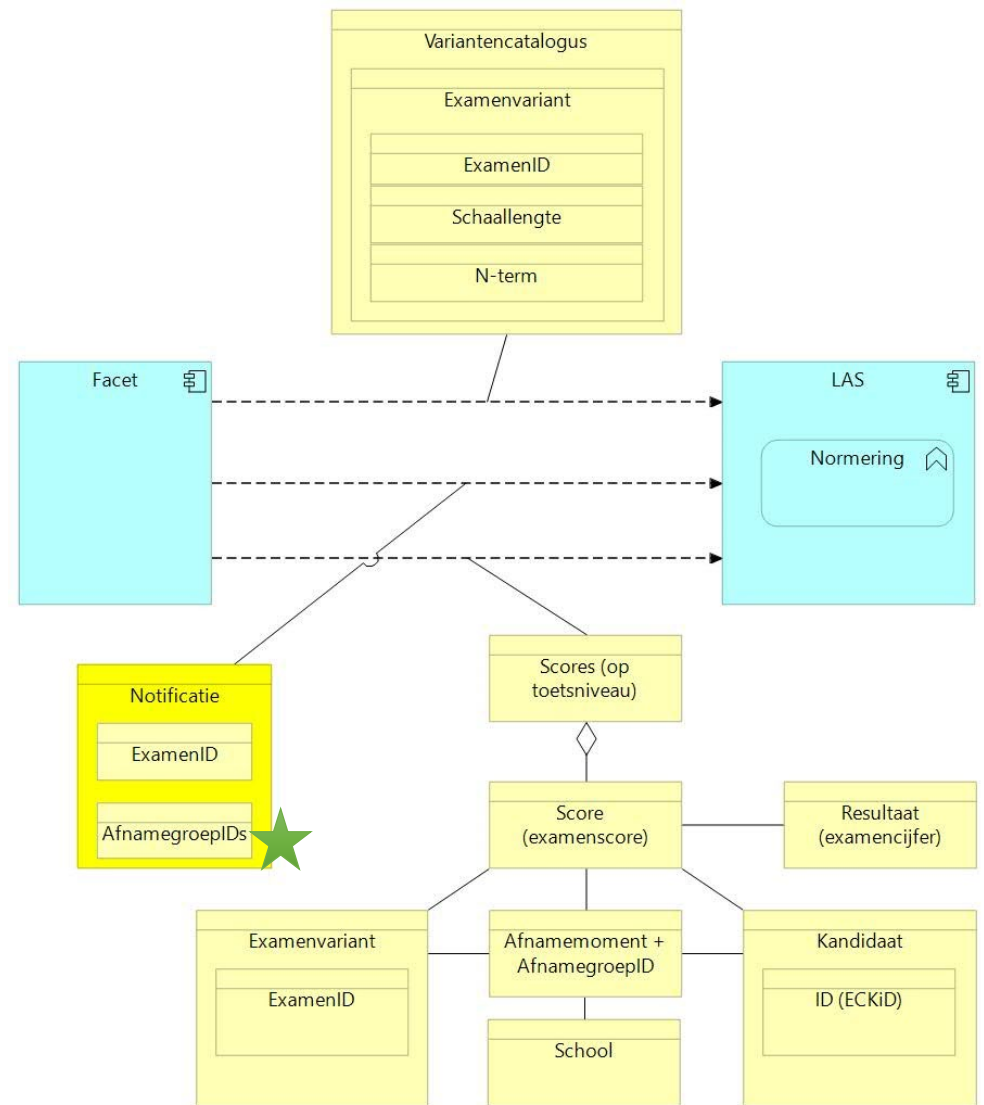 Variantencatalogus
Examenvariant
ExamenID
Schaallengte
N-term
Facet
LAS
Normering
Notificatie
ExamenID
AfnamegroepIDs
Scores (op
toetsniveau)
Score
(examenscore)
Resultaat
(examencijfer)
Examenvariant
ExamenID
Afnamemoment +
AfnamegroepID
Kandidaat
ID (ECKiD)
School